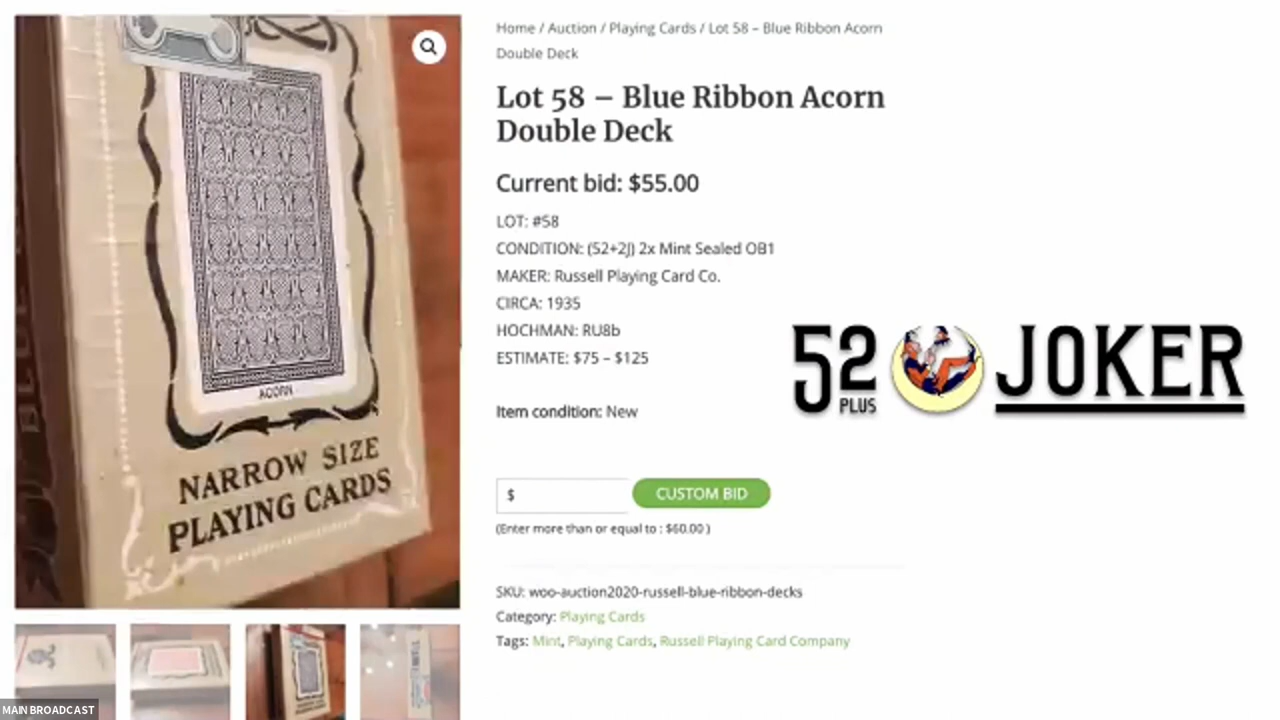 Home / Auction / Playing Cards / Lot 58 – Blue Ribbon Acorn
Double Deck
Lot 58 – Blue Ribbon Acorn
Double Deck
Current bid: $55.00
LOT: #58
CONDITION: (52+2J) 2x Mint Sealed OB1
MAKER: Russell Playing Card Co.
CIRCA: 1935
HOCHMAN: RU8b
ESTIMATE: $75 – $125
Item condition: New
$
CUSTOM BID
(Enter more than or equal to : $60.00 )
SKU: woo-auction2020-russell-blue-ribbon-decks
Category: Playing Cards
Tags: Mint, Playing Cards, Russell Playing Card Company
ACORN
NARROW SIZE
PLAYING CARDS
52 JOKER
PLUS
MAIN BROADCAST